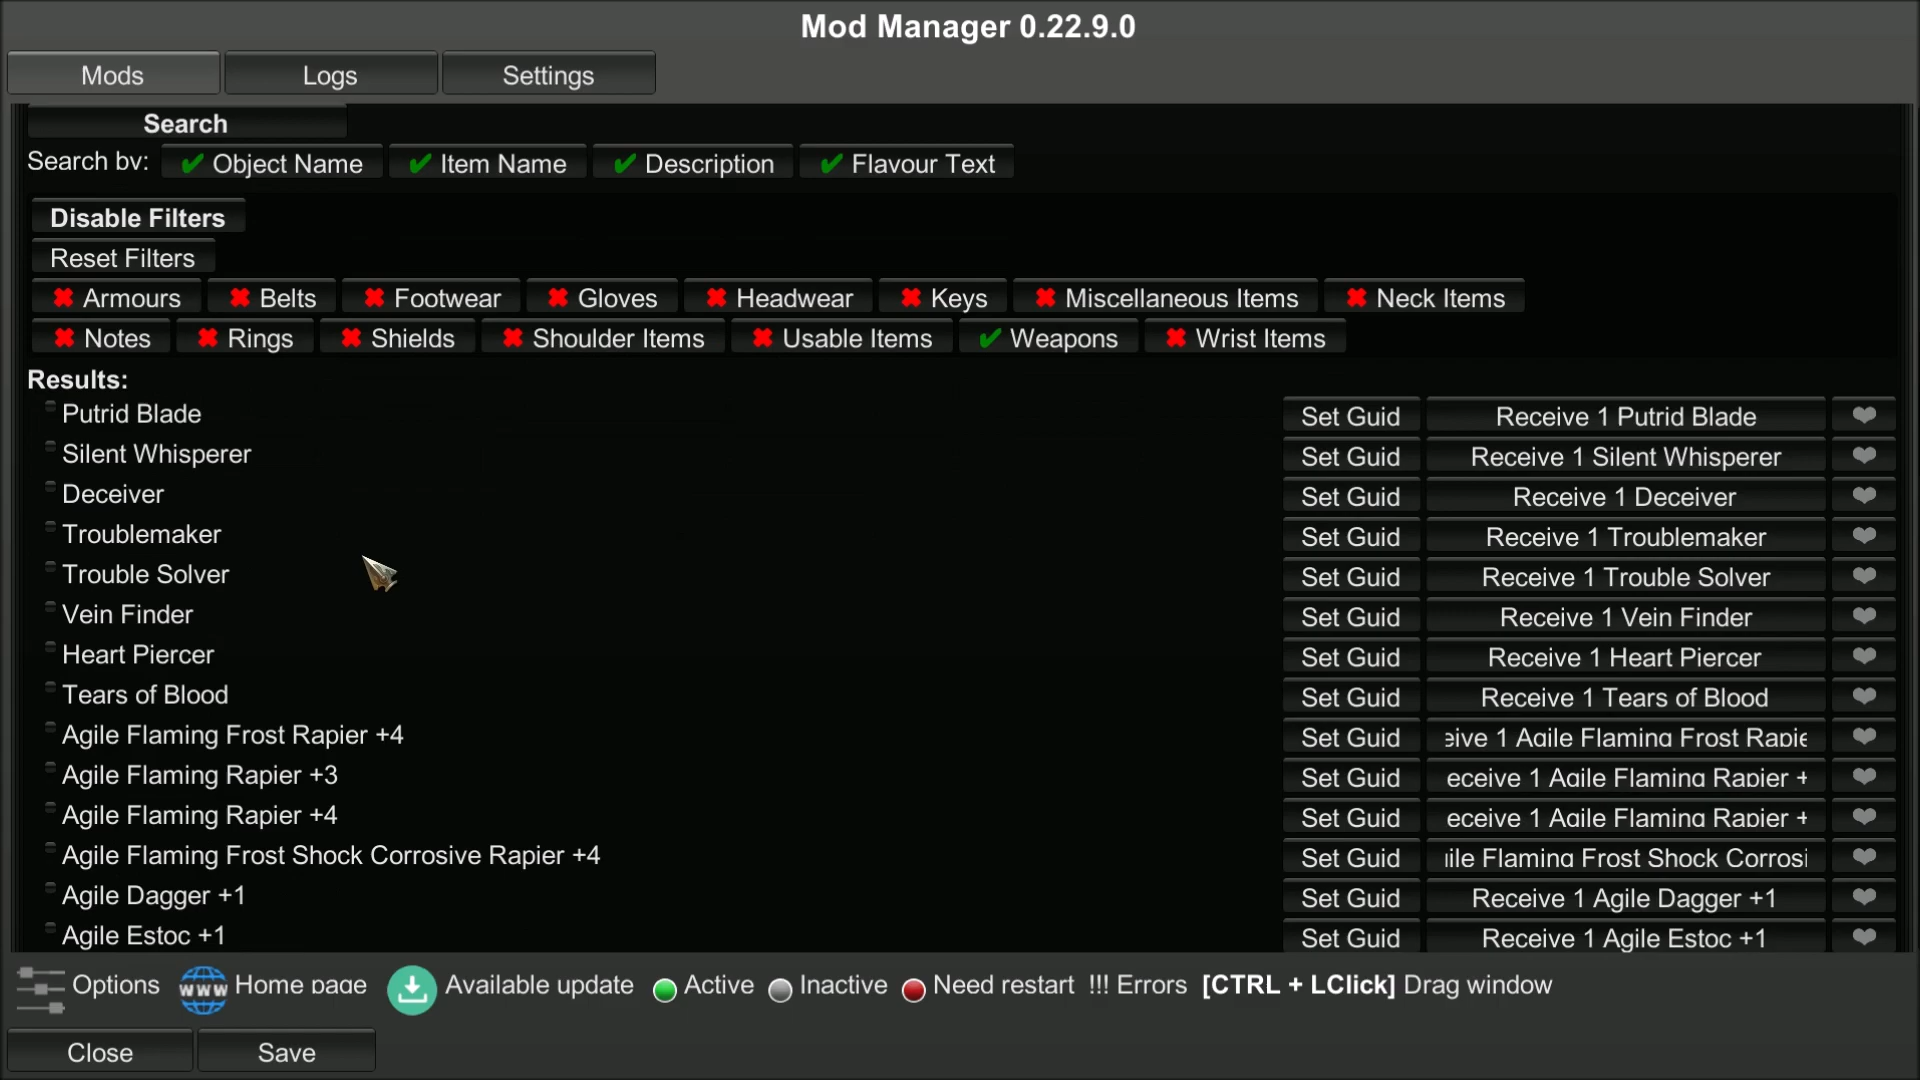 Mod Manager 0.22.9.0
Mods Logs Settings
Search
Search by: ✔ Object Name ✔ Item Name ✔ Description ✔ Flavour Text
Disable Filters
Reset Filters
✖ Armours ✖ Belts ✖ Footwear ✖ Gloves ✖ Headwear ✖ Keys ✖ Miscellaneous Items ✖ Neck Items
✖ Notes ✖ Rings ✖ Shields ✖ Shoulder Items ✖ Usable Items ✔ Weapons ✖ Wrist Items
Results:
Putrid Blade Set Guid Receive 1 Putrid Blade ❤
Silent Whisperer Set Guid Receive 1 Silent Whisperer ❤
Deceiver Set Guid Receive 1 Deceiver ❤
Troublemaker Set Guid Receive 1 Troublemaker ❤
Trouble Solver Set Guid Receive 1 Trouble Solver ❤
Vein Finder Set Guid Receive 1 Vein Finder ❤
Heart Piercer Set Guid Receive 1 Heart Piercer ❤
Tears of Blood Set Guid Receive 1 Tears of Blood ❤
Agile Flaming Frost Rapier +4 Set Guid eive 1 Agile Flaming Frost Rapie ❤
Agile Flaming Rapier +3 Set Guid eceive 1 Agile Flaming Rapier + ❤
Agile Flaming Rapier +4 Set Guid eceive 1 Agile Flaming Rapier + ❤
Agile Flaming Frost Shock Corrosive Rapier +4 Set Guid ile Flaming Frost Shock Corrosi ❤
Agile Dagger +1 Set Guid Receive 1 Agile Dagger +1 ❤
Agile Estoc +1 Set Guid Receive 1 Agile Estoc +1 ❤
Options www Home page Available update Active Inactive Need restart !!! Errors [CTRL + LClick] Drag window
Close Save